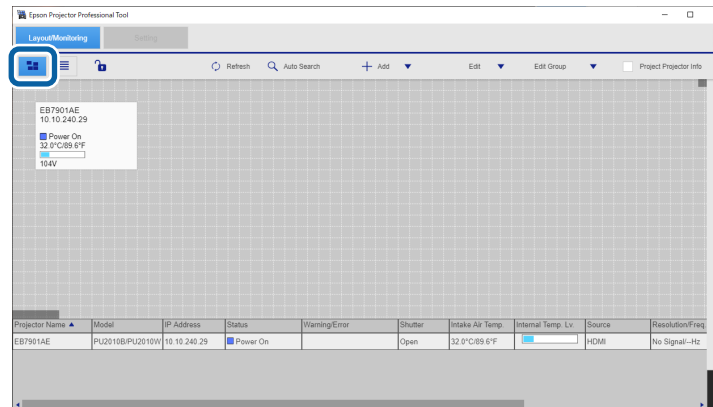 Epson Projector Professional Tool
Layout/Monitoring Setting
Refresh Auto Search Add Edit Edit Group Project Projector Info
EB7901AE
10.10.240.29
Power On
32.0°C/89.6°F
104V
Projector Name Model IP Address Status Warning/Error Shutter Intake Air Temp. Internal Temp. Lv. Source Resolution/Freq.
EB7901AE PU2010B/PU2010W 10.10.240.29 Power On Open 32.0°C/89.6°F HDMI No Signal/--Hz